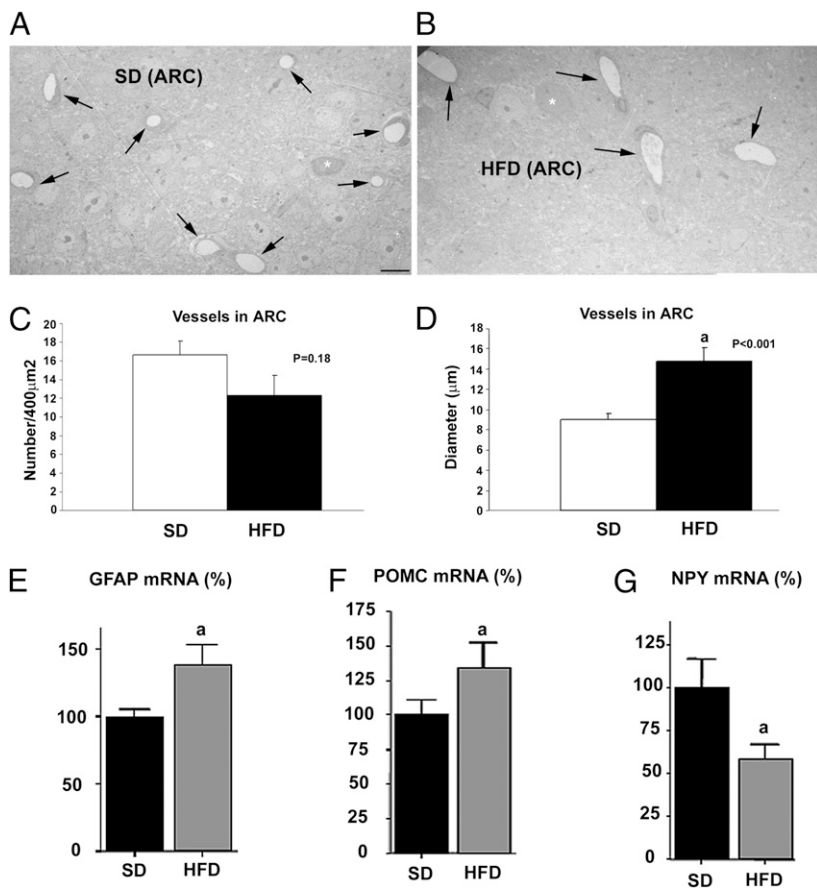 A
SD (ARC)
*
B
*
HFD (ARC)
C
Vessels in ARC
Number/400µm2
20
18
16
14
12
10
8
6
4
2
0
P=0.18
SD
HFD
D
Vessels in ARC
Diameter (µm)
18
16
14
12
10
8
6
4
2
0
a
P<0.001
SD
HFD
E
GFAP mRNA (%)
150
100
50
0
a
SD
HFD
F
POMC mRNA (%)
175
150
125
100
75
50
25
0
a
SD
HFD
G
NPY mRNA (%)
125
100
75
50
25
0
a
SD
HFD